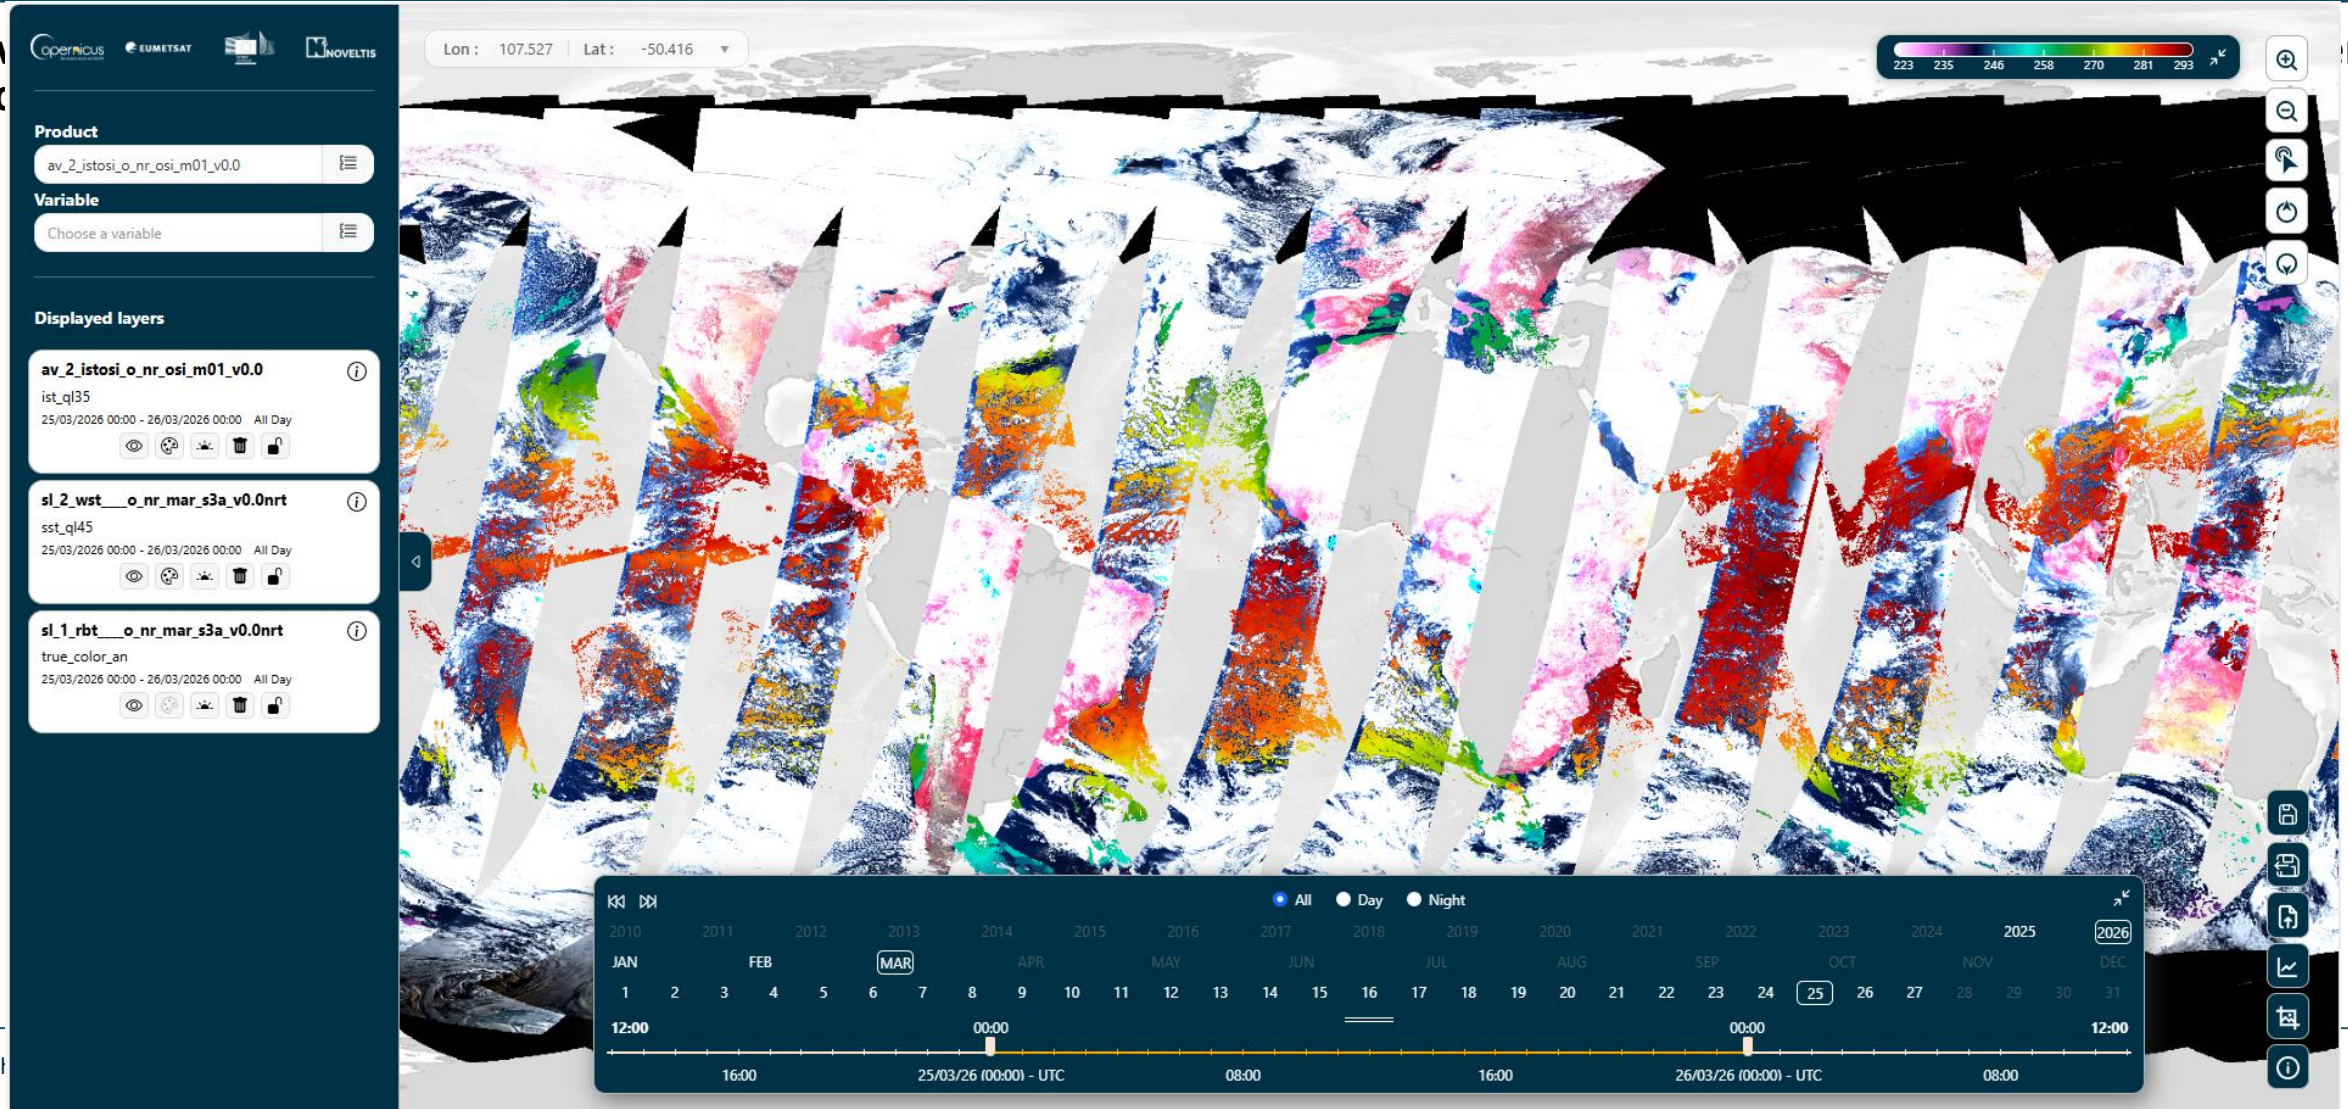 opernicus
EUMETSAT
NOVELTIS
Lon : 107.527 Lat : -50.416
223 235 246 258 270 281 293
Product
av_2_istosi_o_nr_osi_m01_v0.0
Variable
Choose a variable
Displayed layers
av_2_istosi_o_nr_osi_m01_v0.0
ist_ql35
25/03/2026 00:00 - 26/03/2026 00:00 All Day
sl_2_wst___o_nr_mar_s3a_v0.0nrt
sst_ql45
25/03/2026 00:00 - 26/03/2026 00:00 All Day
sl_1_rbt___o_nr_mar_s3a_v0.0nrt
true_color_an
25/03/2026 00:00 - 26/03/2026 00:00 All Day
All Day Night
2010 2011 2012 2013 2014 2015 2016 2017 2018 2019 2020 2021 2022 2023 2024 2025 2026
JAN FEB MAR APR MAY JUN JUL AUG SEP OCT NOV DEC
1 2 3 4 5 6 7 8 9 10 11 12 13 14 15 16 17 18 19 20 21 22 23 24 25 26 27 28 29 30 31
12:00 00:00 00:00 12:00
16:00 25/03/26 (00:00) - UTC 08:00 16:00 26/03/26 (00:00) - UTC 08:00